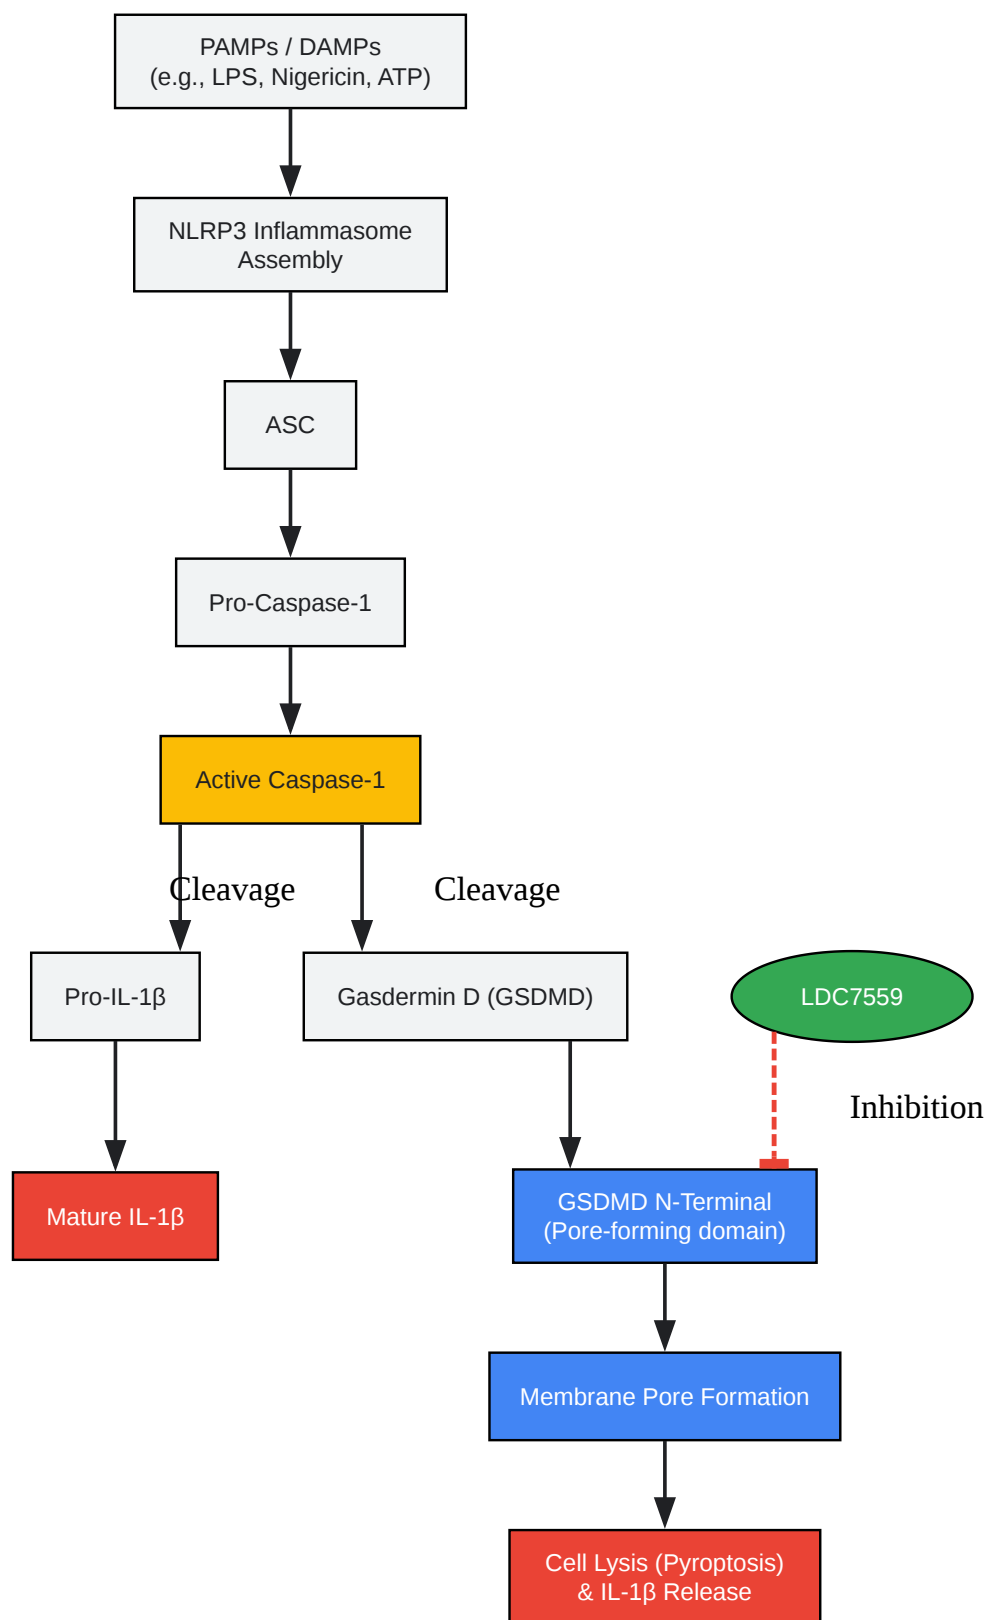 PAMPs / DAMPs
(e.g., LPS, Nigericin, ATP)
NLRP3 Inflammasome
Assembly
ASC
Pro-Caspase-1
Active Caspase-1
Cleavage
Cleavage
Pro-IL-1β
Gasdermin D (GSDMD)
LDC7559
Inhibition
Mature IL-1β
GSDMD N-Terminal
(Pore-forming domain)
Membrane Pore Formation
Cell Lysis (Pyroptosis)
& IL-1β Release